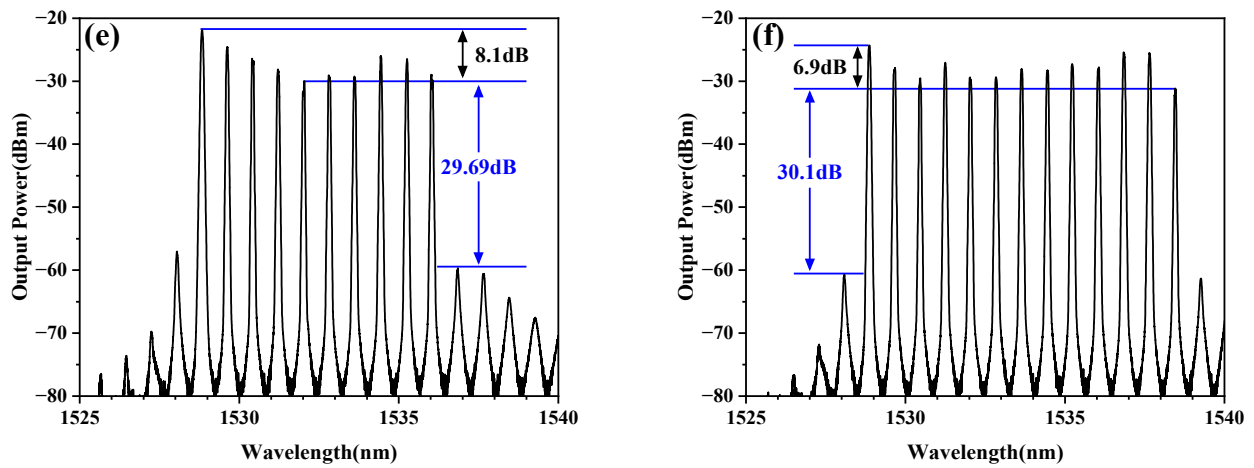 (e)
8.1dB
29.69dB
Output Power(dBm)
−20
−30
−40
−50
−60
−70
−80
1525
1530
1535
1540
Wavelength(nm)
(f)
6.9dB
30.1dB
Output Power(dBm)
−20
−30
−40
−50
−60
−70
−80
1525
1530
1535
1540
Wavelength(nm)